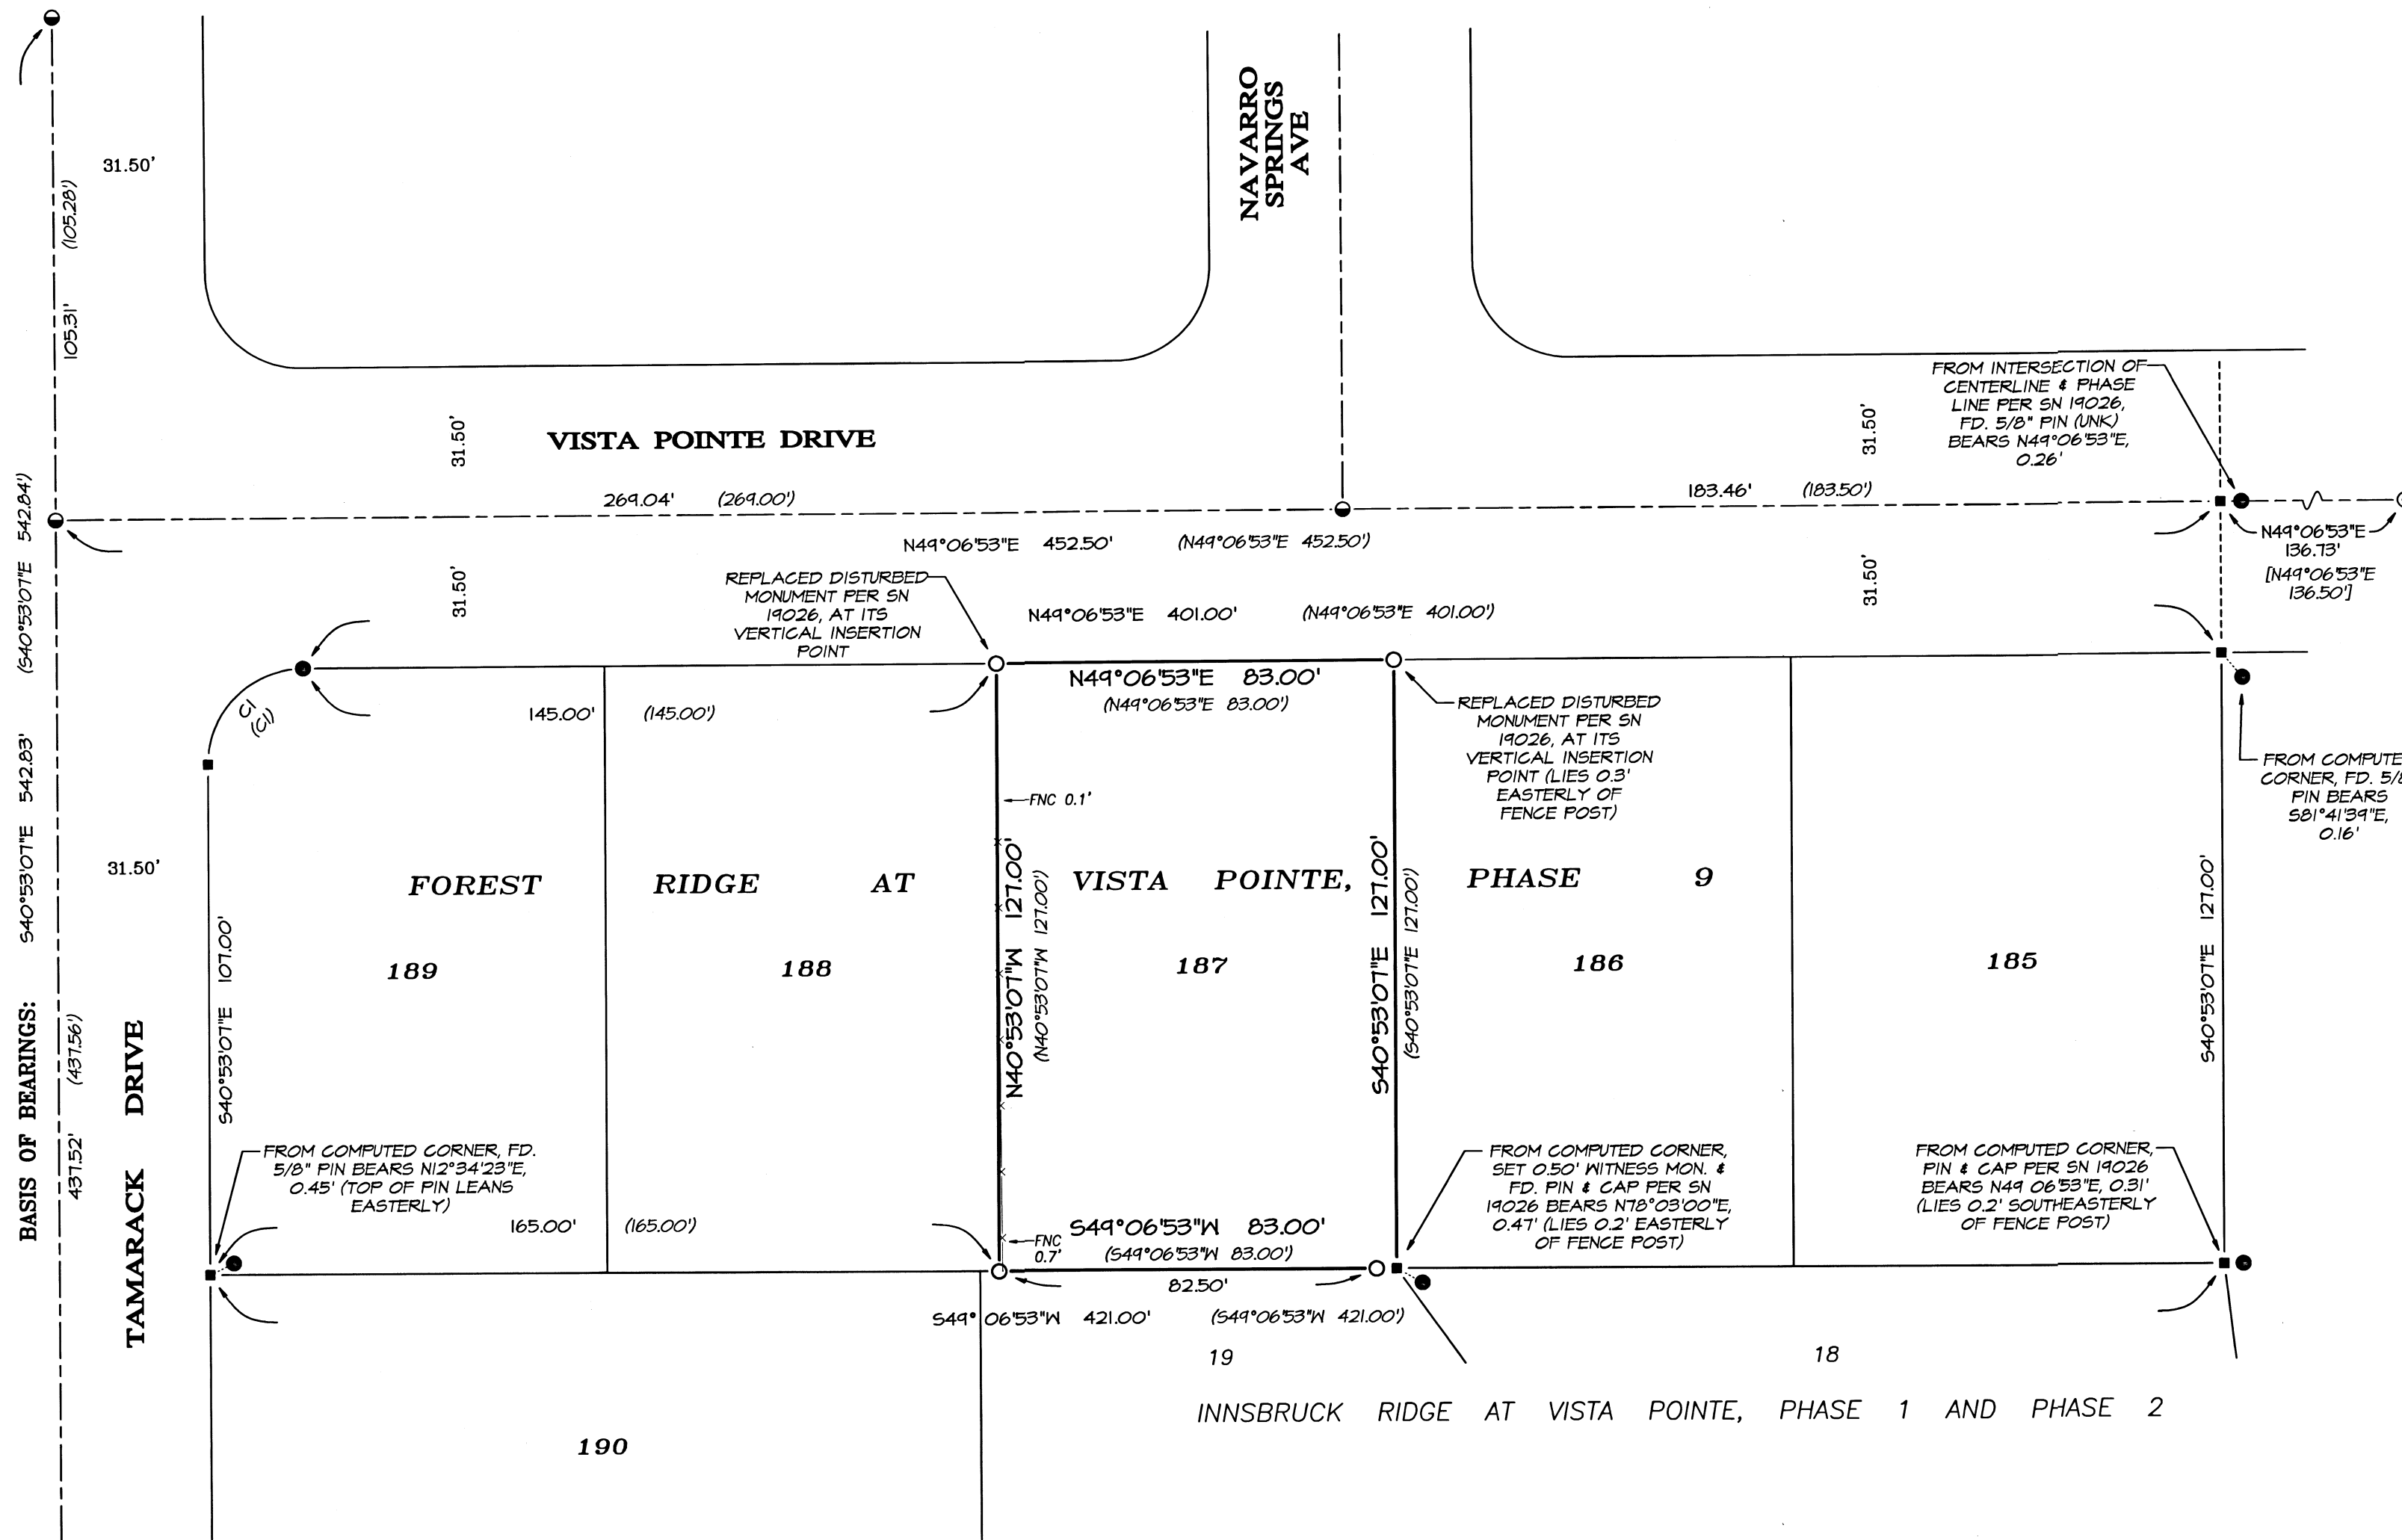 NAVARRO
SPRINGS
AVE
31.50'
105.31' (105.28')
FROM INTERSECTION OF
CENTERLINE & PHASE
LINE PER SN 19026,
FD. 5/8" PIN (UNK)
BEARS N49°06'53"E,
0.26'
31.50'
VISTA POINTE DRIVE
31.50'
269.04' (269.00')
183.46' (183.50')
N49°06'53"E 452.50' (N49°06'53"E 452.50')
N49°06'53"E
136.73'
[N49°06'53"E
136.50']
31.50'
31.50'
REPLACED DISTURBED
MONUMENT PER SN
19026, AT ITS
VERTICAL INSERTION
POINT
N49°06'53"E 401.00' (N49°06'53"E 401.00')
N49°06'53"E 83.00'
(N49°06'53"E 83.00')
C1
(C1)
145.00' (145.00')
REPLACED DISTURBED
MONUMENT PER SN
19026, AT ITS
VERTICAL INSERTION
POINT (LIES 0.3'
EASTERLY OF
FENCE POST)
FROM COMPUTE
CORNER, FD. 5/8
PIN BEARS
S81°41'39"E,
0.16'
FNC 0.1'
BASIS OF BEARINGS: S40°53'07"E 542.83' (S40°53'07"E 542.84')
31.50'
FOREST RIDGE AT VISTA POINTE, PHASE 9
189
188
187
186
185
S40°53'07"E 107.00'
N40°53'07"W 127.00'
(N40°53'07"W 127.00')
S40°53'07"E 127.00'
(S40°53'07"E 127.00')
S40°53'07"E 127.00'
437.52' (437.56')
TAMARACK DRIVE
FROM COMPUTED CORNER, FD.
5/8" PIN BEARS N12°34'23"E,
0.45' (TOP OF PIN LEANS
EASTERLY)
FROM COMPUTED CORNER,
SET 0.50' WITNESS MON. &
FD. PIN & CAP PER SN
19026 BEARS N78°03'00"E,
0.47' (LIES 0.2' EASTERLY
OF FENCE POST)
FROM COMPUTED CORNER,
PIN & CAP PER SN 19026
BEARS N49 06'53"E, 0.31'
(LIES 0.2' SOUTHEASTERLY
OF FENCE POST)
165.00' (165.00')
FNC
0.7'
S49°06'53"W 83.00'
(S49°06'53"W 83.00')
82.50'
S49°06'53"W 421.00' (S49°06'53"W 421.00')
19
18
INNSBRUCK RIDGE AT VISTA POINTE, PHASE 1 AND PHASE 2
190